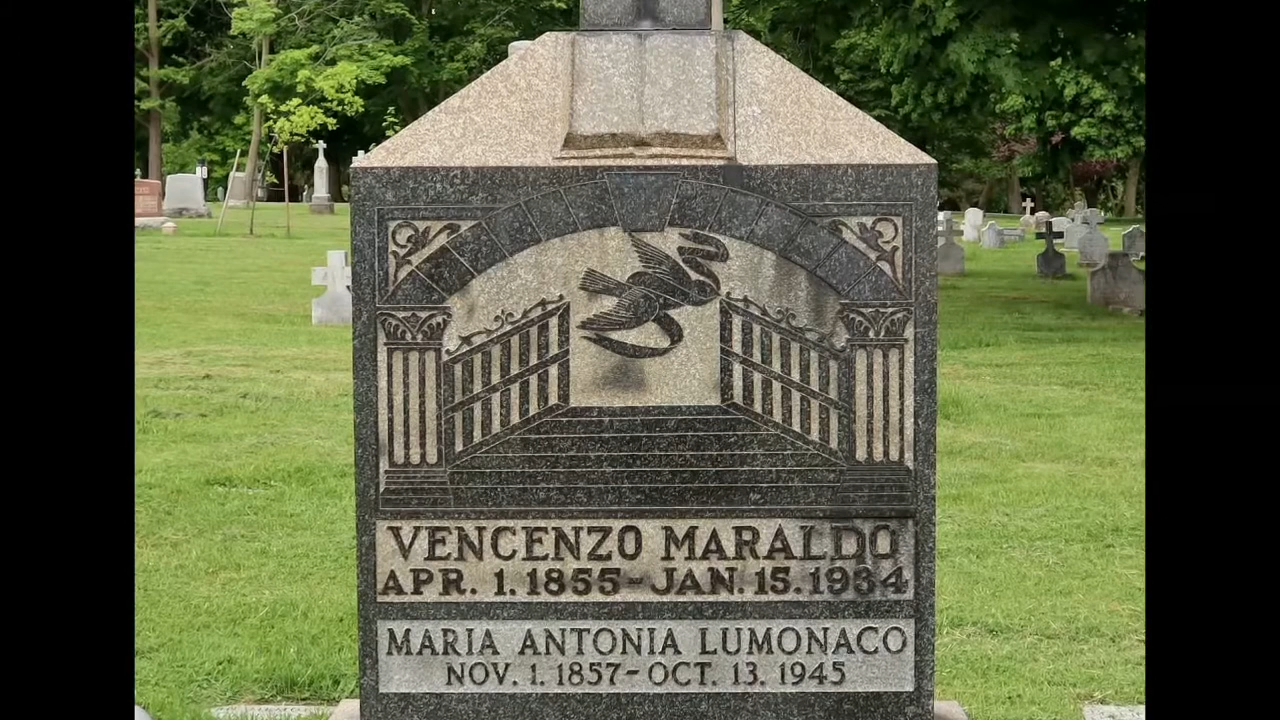 VENCENZO MARALDO
APR. 1. 1855-JAN. 15. 1934
MARIA ANTONIA LUMONACO
NOV. 1. 1857-OCT. 13. 1945